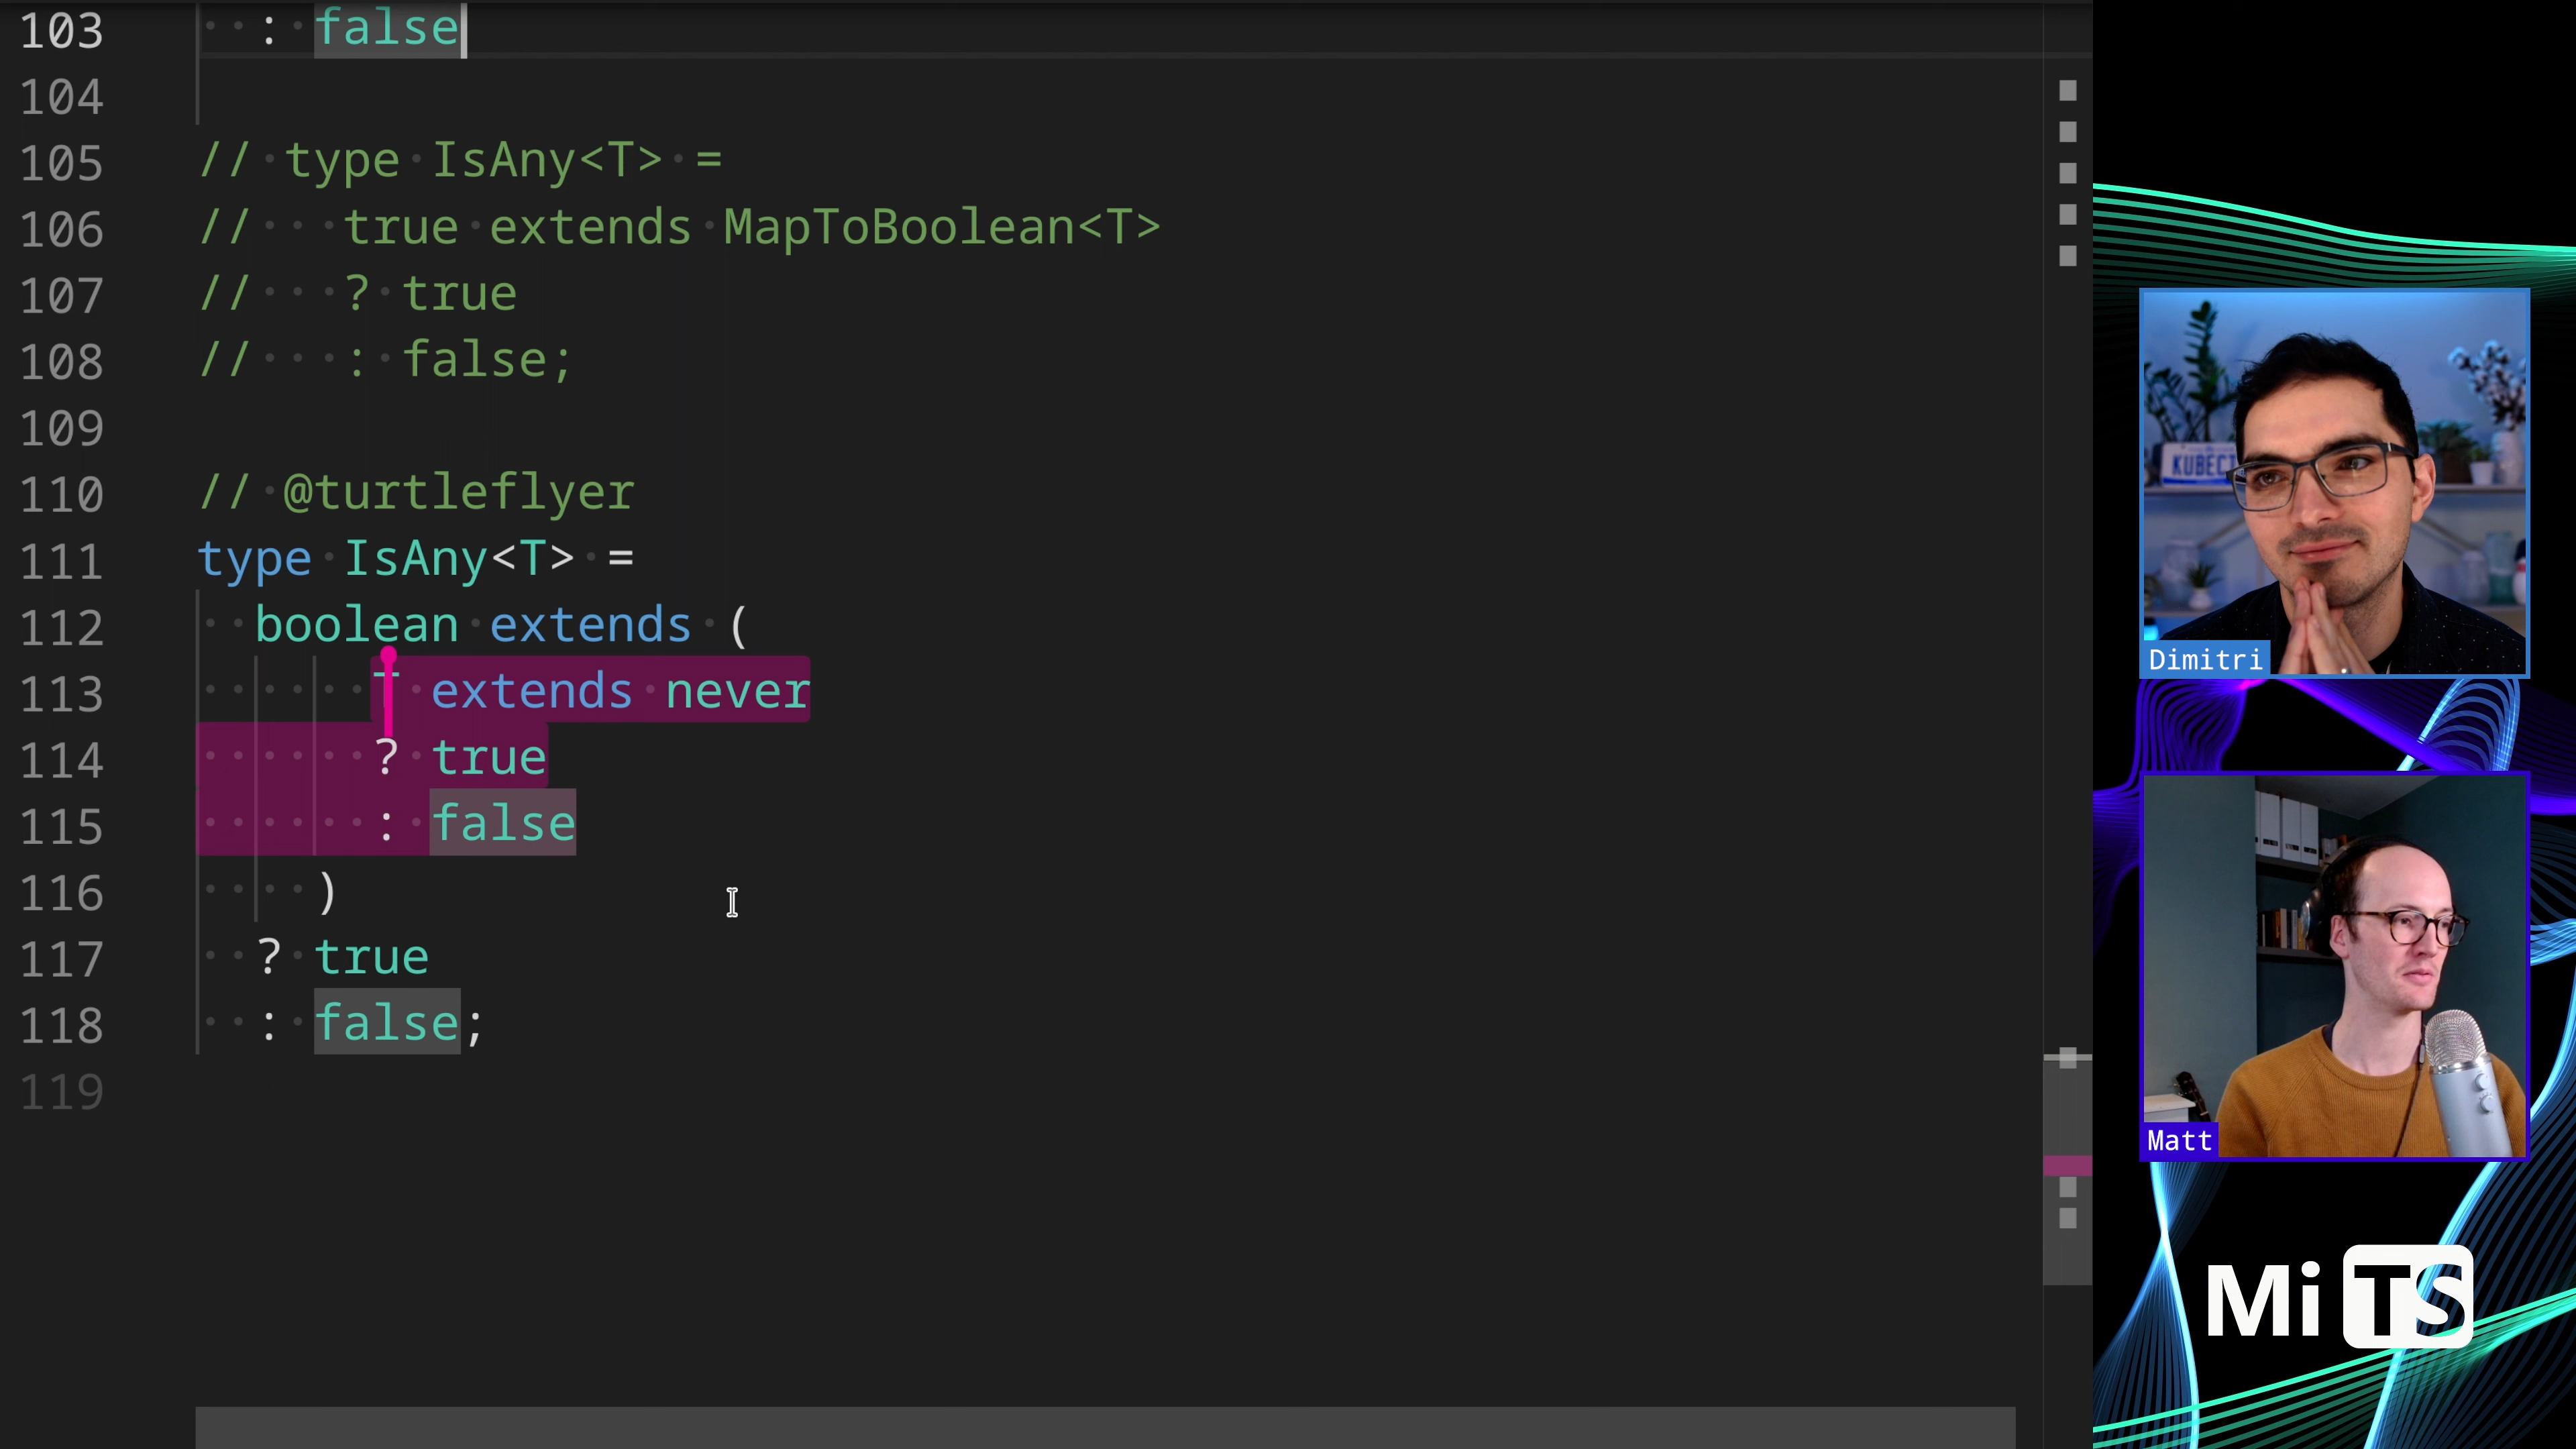 103 : false
104
105 // type IsAny<T> =
106 // true extends MapToBoolean<T>
107 // ? true
108 // : false;
109
110 // @turtleflyer
111 type IsAny<T> =
112 boolean extends (
113 T extends never
114 ? true
115 : false
116 )
117 ? true
118 : false;
119
KUBECT
Dimitri
Matt
Mi TS